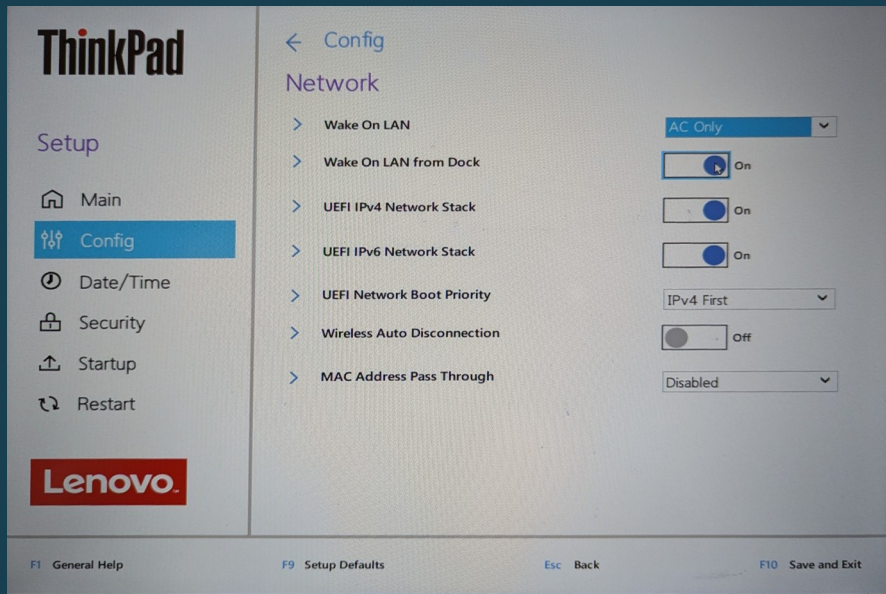 ThinkPad
Setup
Main
Config
Date/Time
Security
Startup
Restart
Lenovo.
Config
Network
Wake On LAN AC Only
Wake On LAN from Dock On
UEFI IPv4 Network Stack On
UEFI IPv6 Network Stack On
UEFI Network Boot Priority IPv4 First
Wireless Auto Disconnection Off
MAC Address Pass Through Disabled
F1 General Help F9 Setup Defaults Esc Back F10 Save and Exit